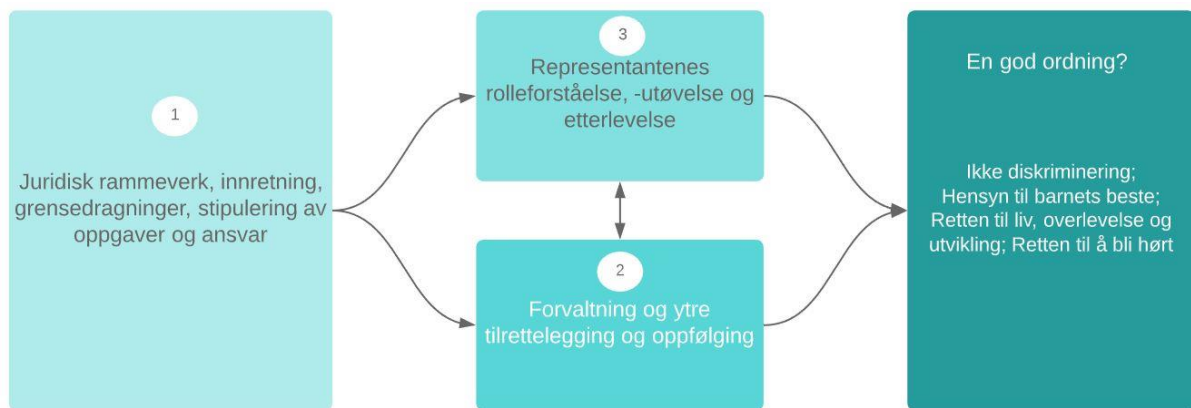 1
Juridisk rammeverk, innretning,
grensedragninger, stipulering av
oppgaver og ansvar
3
Representantenes
rolleforståelse, -utøvelse og
etterlevelse
2
Forvaltning og ytre
tilrettelegging og oppfølging
En god ordning?
Ikke diskriminering;
Hensyn til barnets beste;
Retten til liv, overlevelse og
utvikling; Retten til å bli hørt